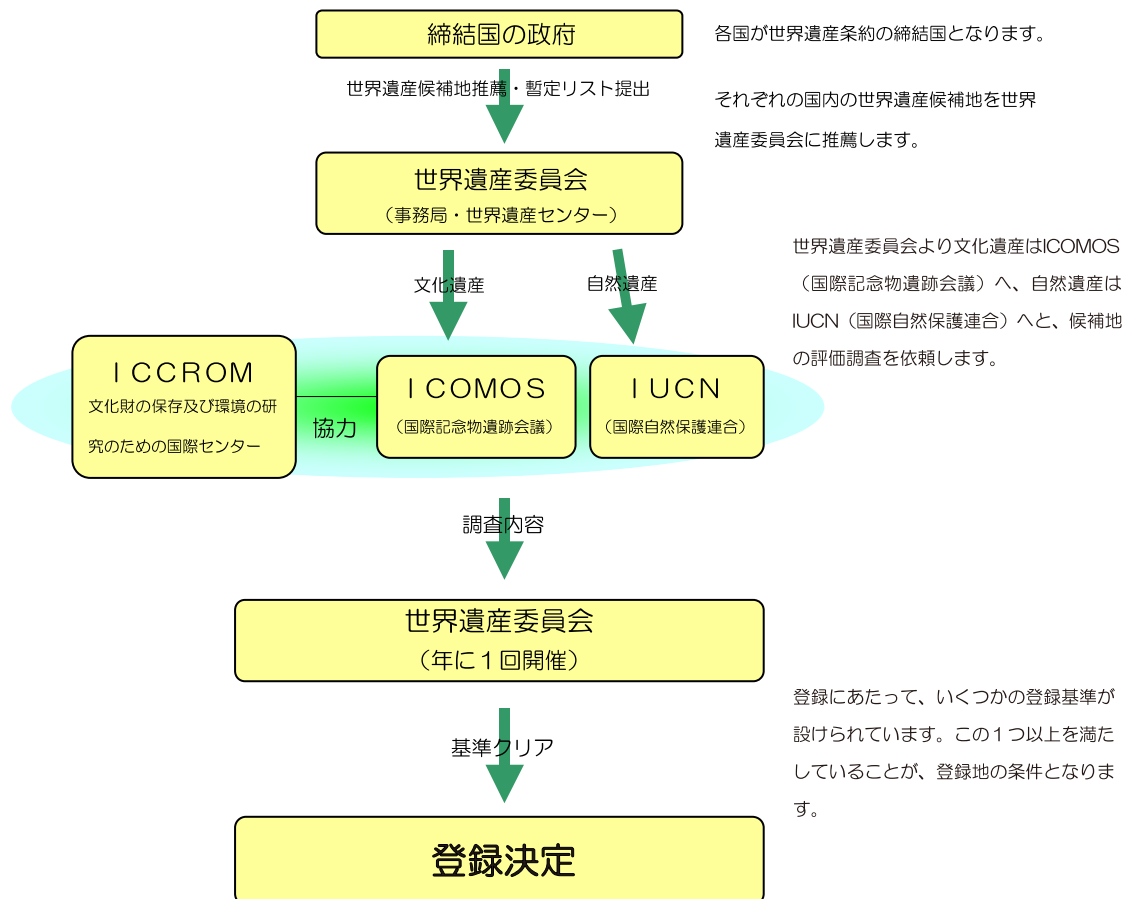 締結国の政府
各国が世界遺産条約の締結国となります。
世界遺産候補地推薦・暫定リスト提出
それぞれの国内の世界遺産候補地を世界
遺産委員会に推薦します。
世界遺産委員会
（事務局・世界遺産センター）
文化遺産
自然遺産
世界遺産委員会より文化遺産はICOMOS
（国際記念物遺跡会議）へ、自然遺産は
IUCN（国際自然保護連合）へと、候補地
の評価調査を依頼します。
ＩＣＣＲＯＭ
文化財の保存及び環境の研
究のための国際センター
協力
ＩＣＯＭＯＳ
（国際記念物遺跡会議）
ＩＵＣＮ
（国際自然保護連合）
調査内容
世界遺産委員会
（年に１回開催）
基準クリア
登録にあたって、いくつかの登録基準が
設けられています。この１つ以上を満た
していることが、登録地の条件となりま
す。
登録決定